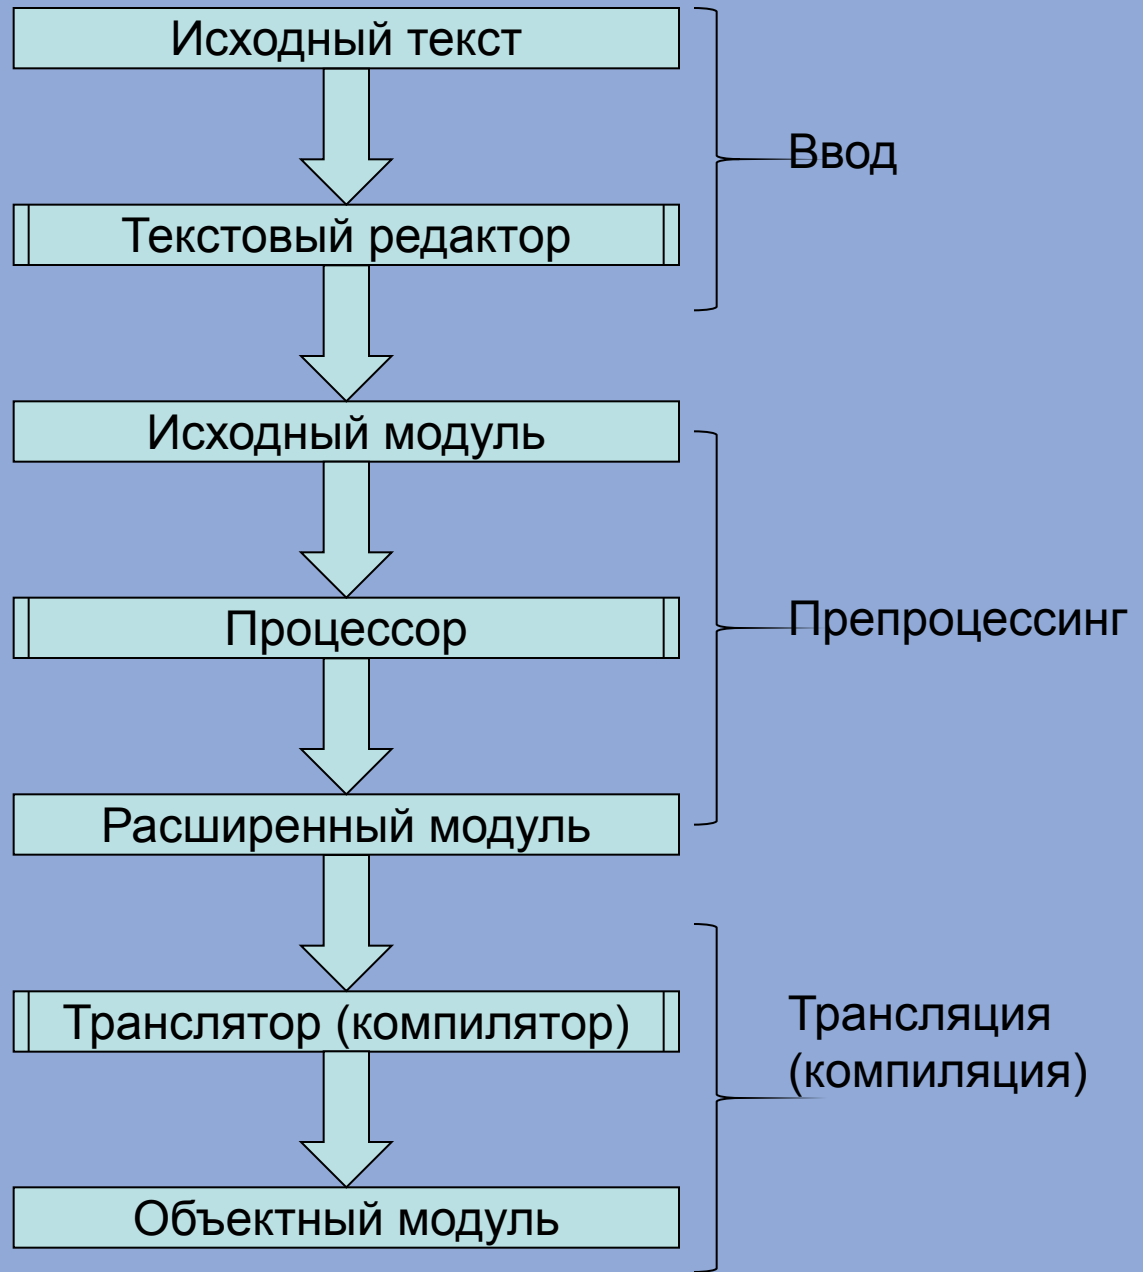 Исходный текст
Ввод
Текстовый редактор
Исходный модуль
Процессор
Препроцессинг
Расширенный модуль
Транслятор (компилятор)
Трансляция
(компиляция)
Объектный модуль